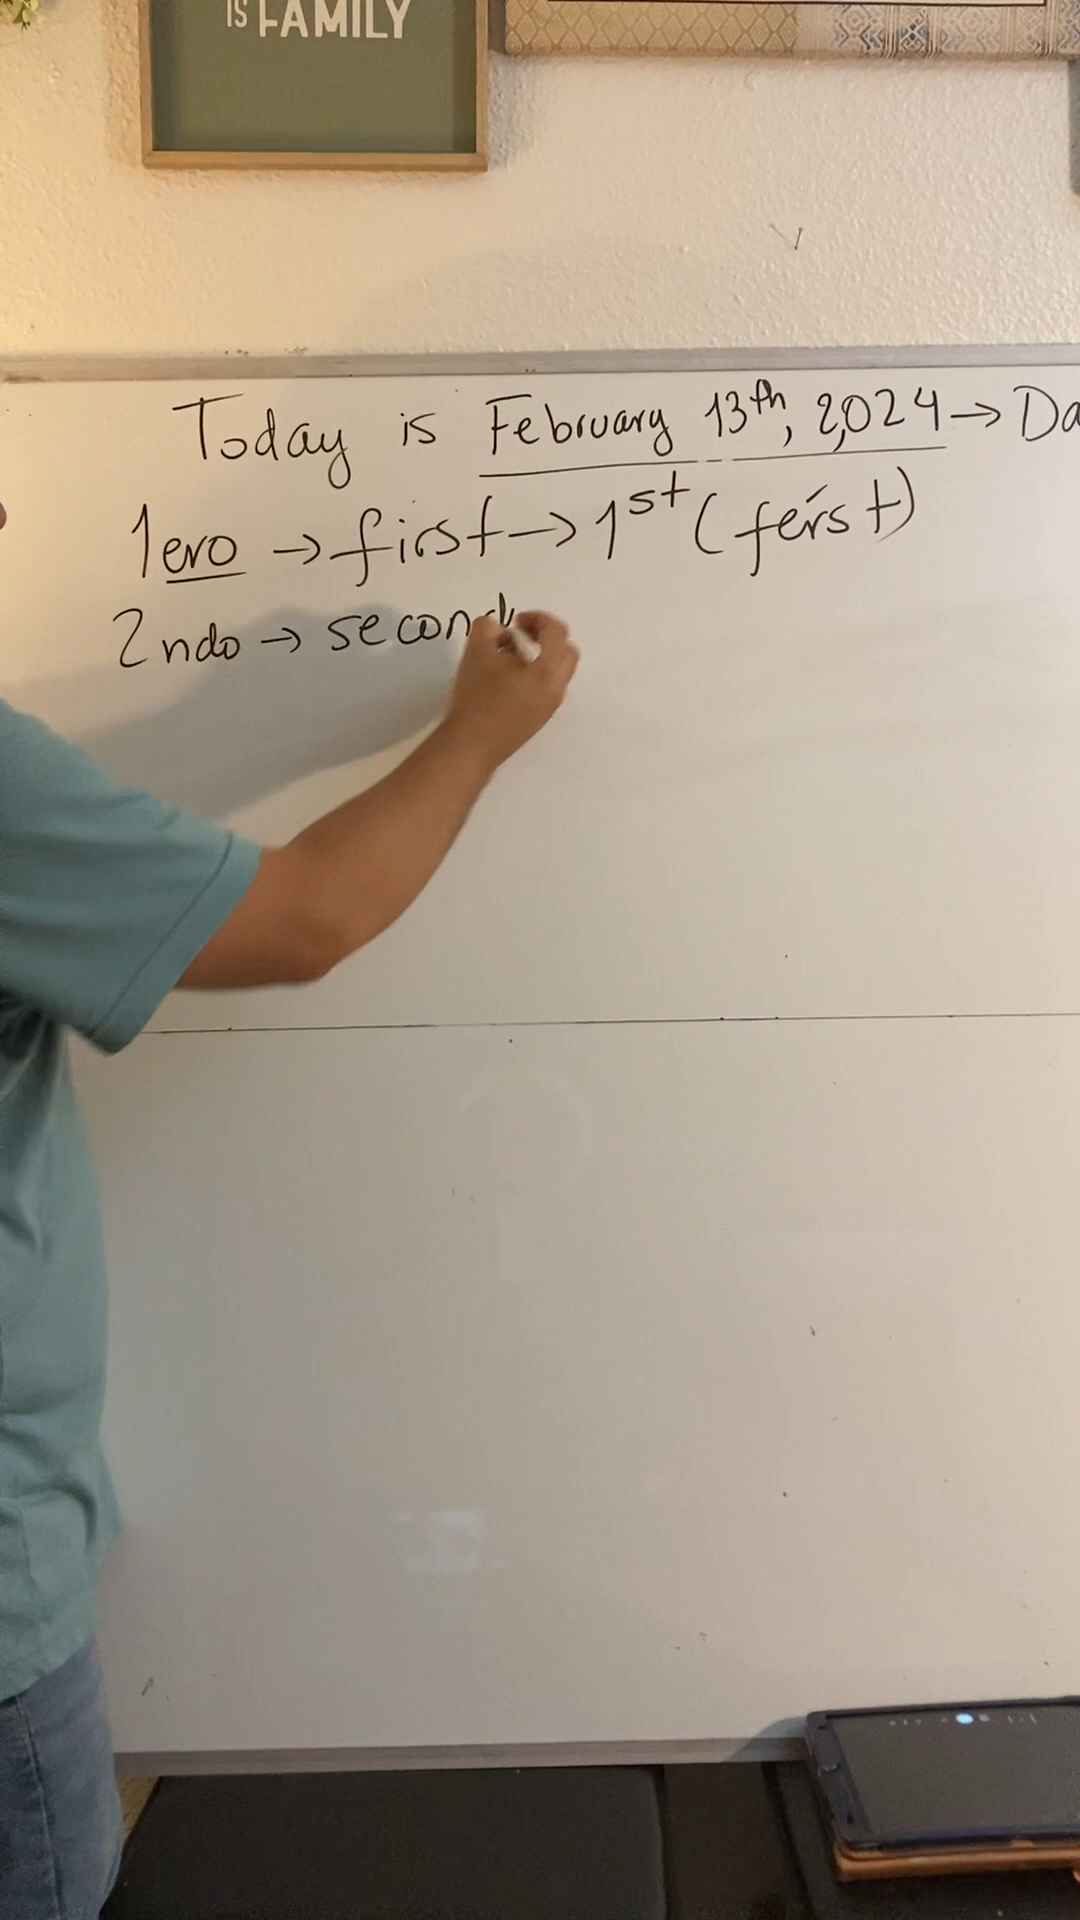 IS FAMILY
Today is February 13th, 2,024 → Da
1ero → first → 1st (férst)
2ndo → second